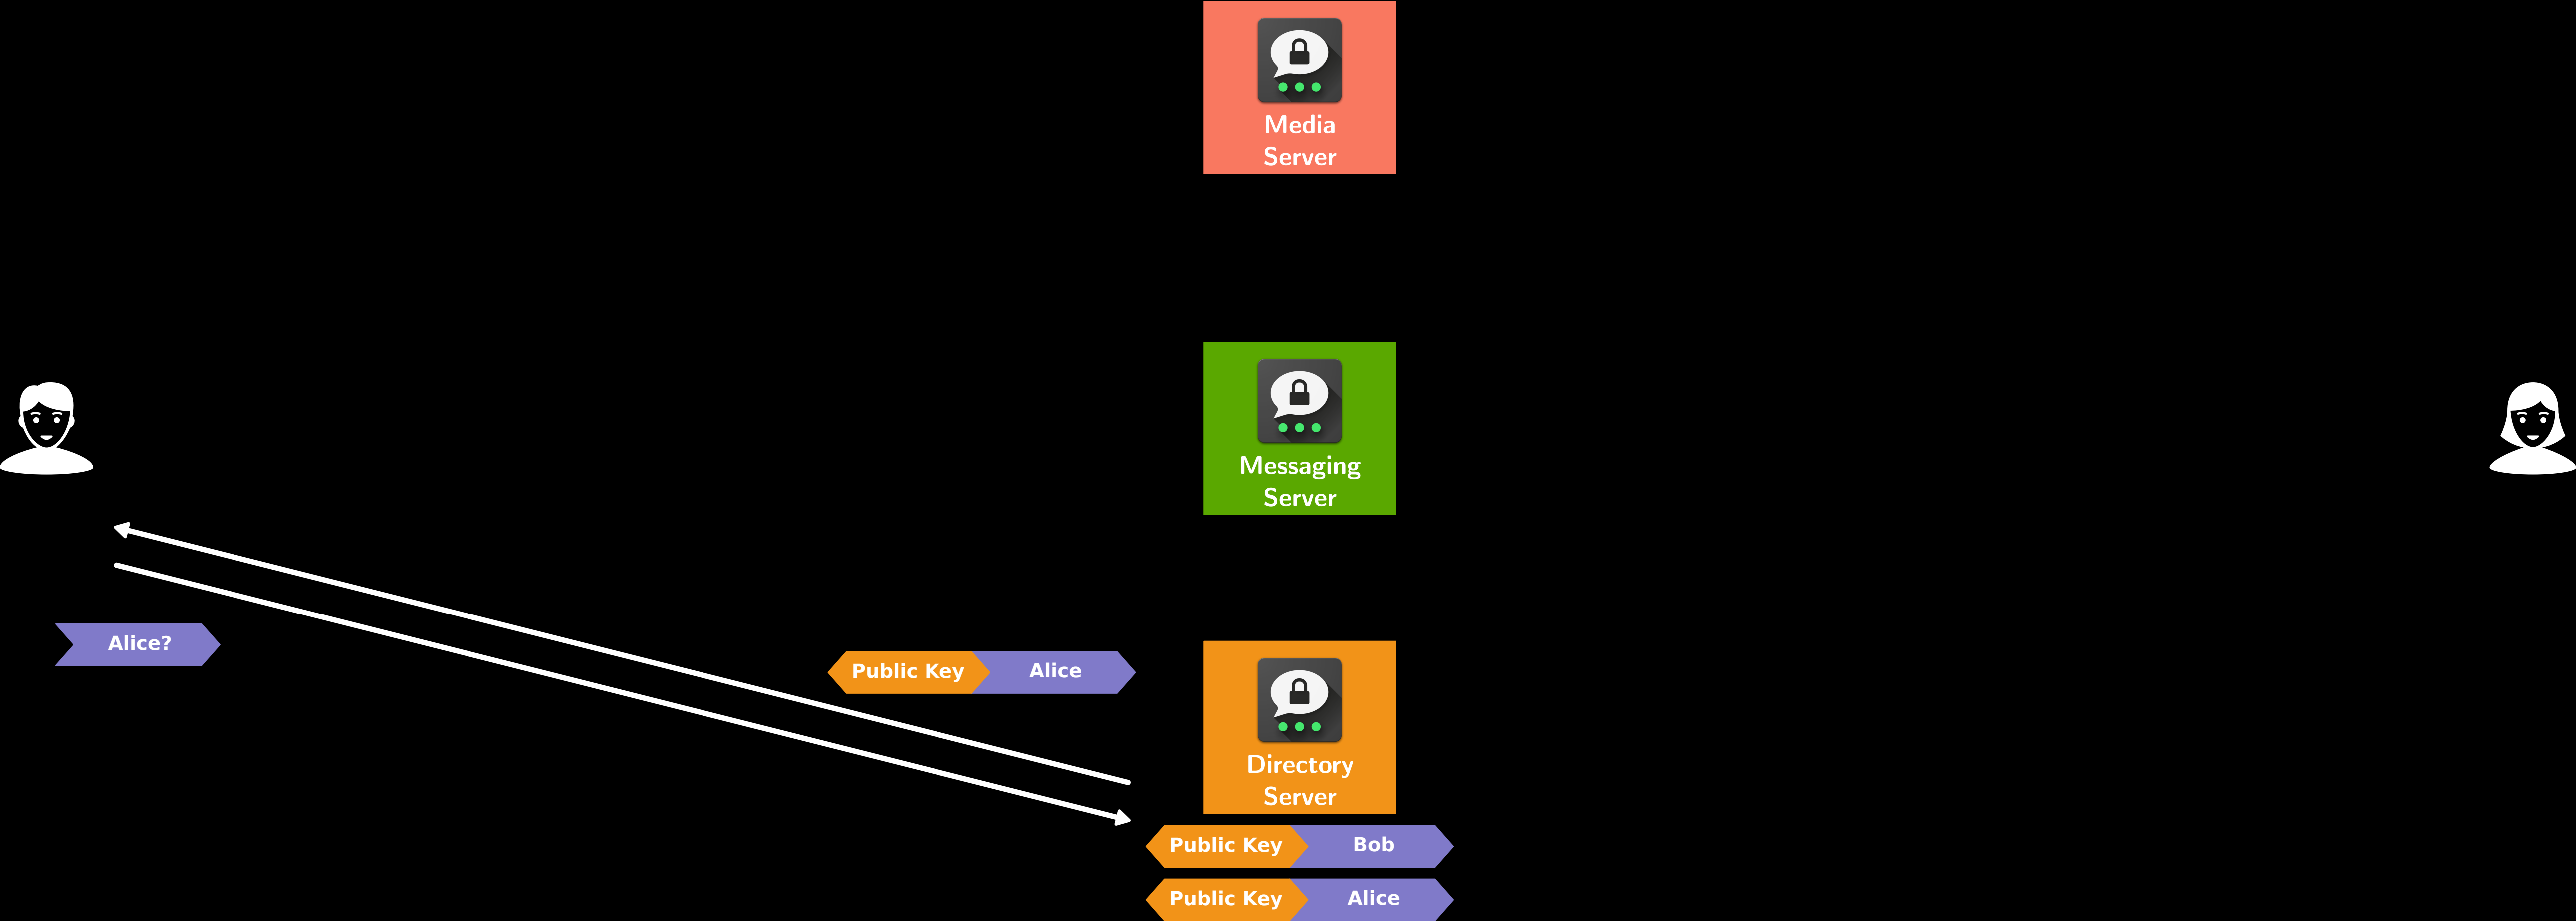 Media
Server
Messaging
Server
Alice?
Public Key Alice
Directory
Server
Public Key Bob
Public Key Alice